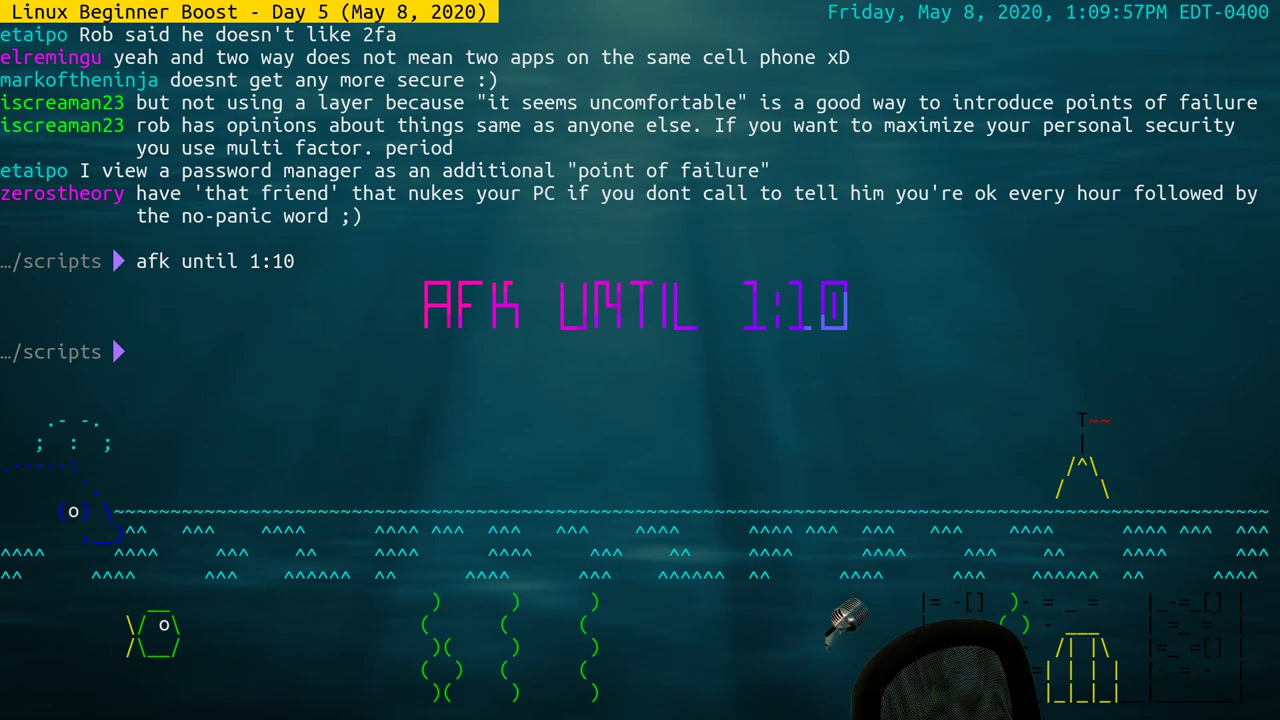 Linux Beginner Boost - Day 5 (May 8, 2020)
Friday, May 8, 2020, 1:09:57PM EDT-0400
etaipo Rob said he doesn't like 2fa
elremingu yeah and two way does not mean two apps on the same cell phone xD
markoftheninja doesnt get any more secure :)
iscreaman23 but not using a layer because "it seems uncomfortable" is a good way to introduce points of failure
iscreaman23 rob has opinions about things same as anyone else. If you want to maximize your personal security
you use multi factor. period
etaipo I view a password manager as an additional "point of failure"
zerostheory have 'that friend' that nukes your PC if you dont call to tell him you're ok every hour followed by
the no-panic word ;)
…/scripts afk until 1:10
AFK UNTIL 1:10
…/scripts